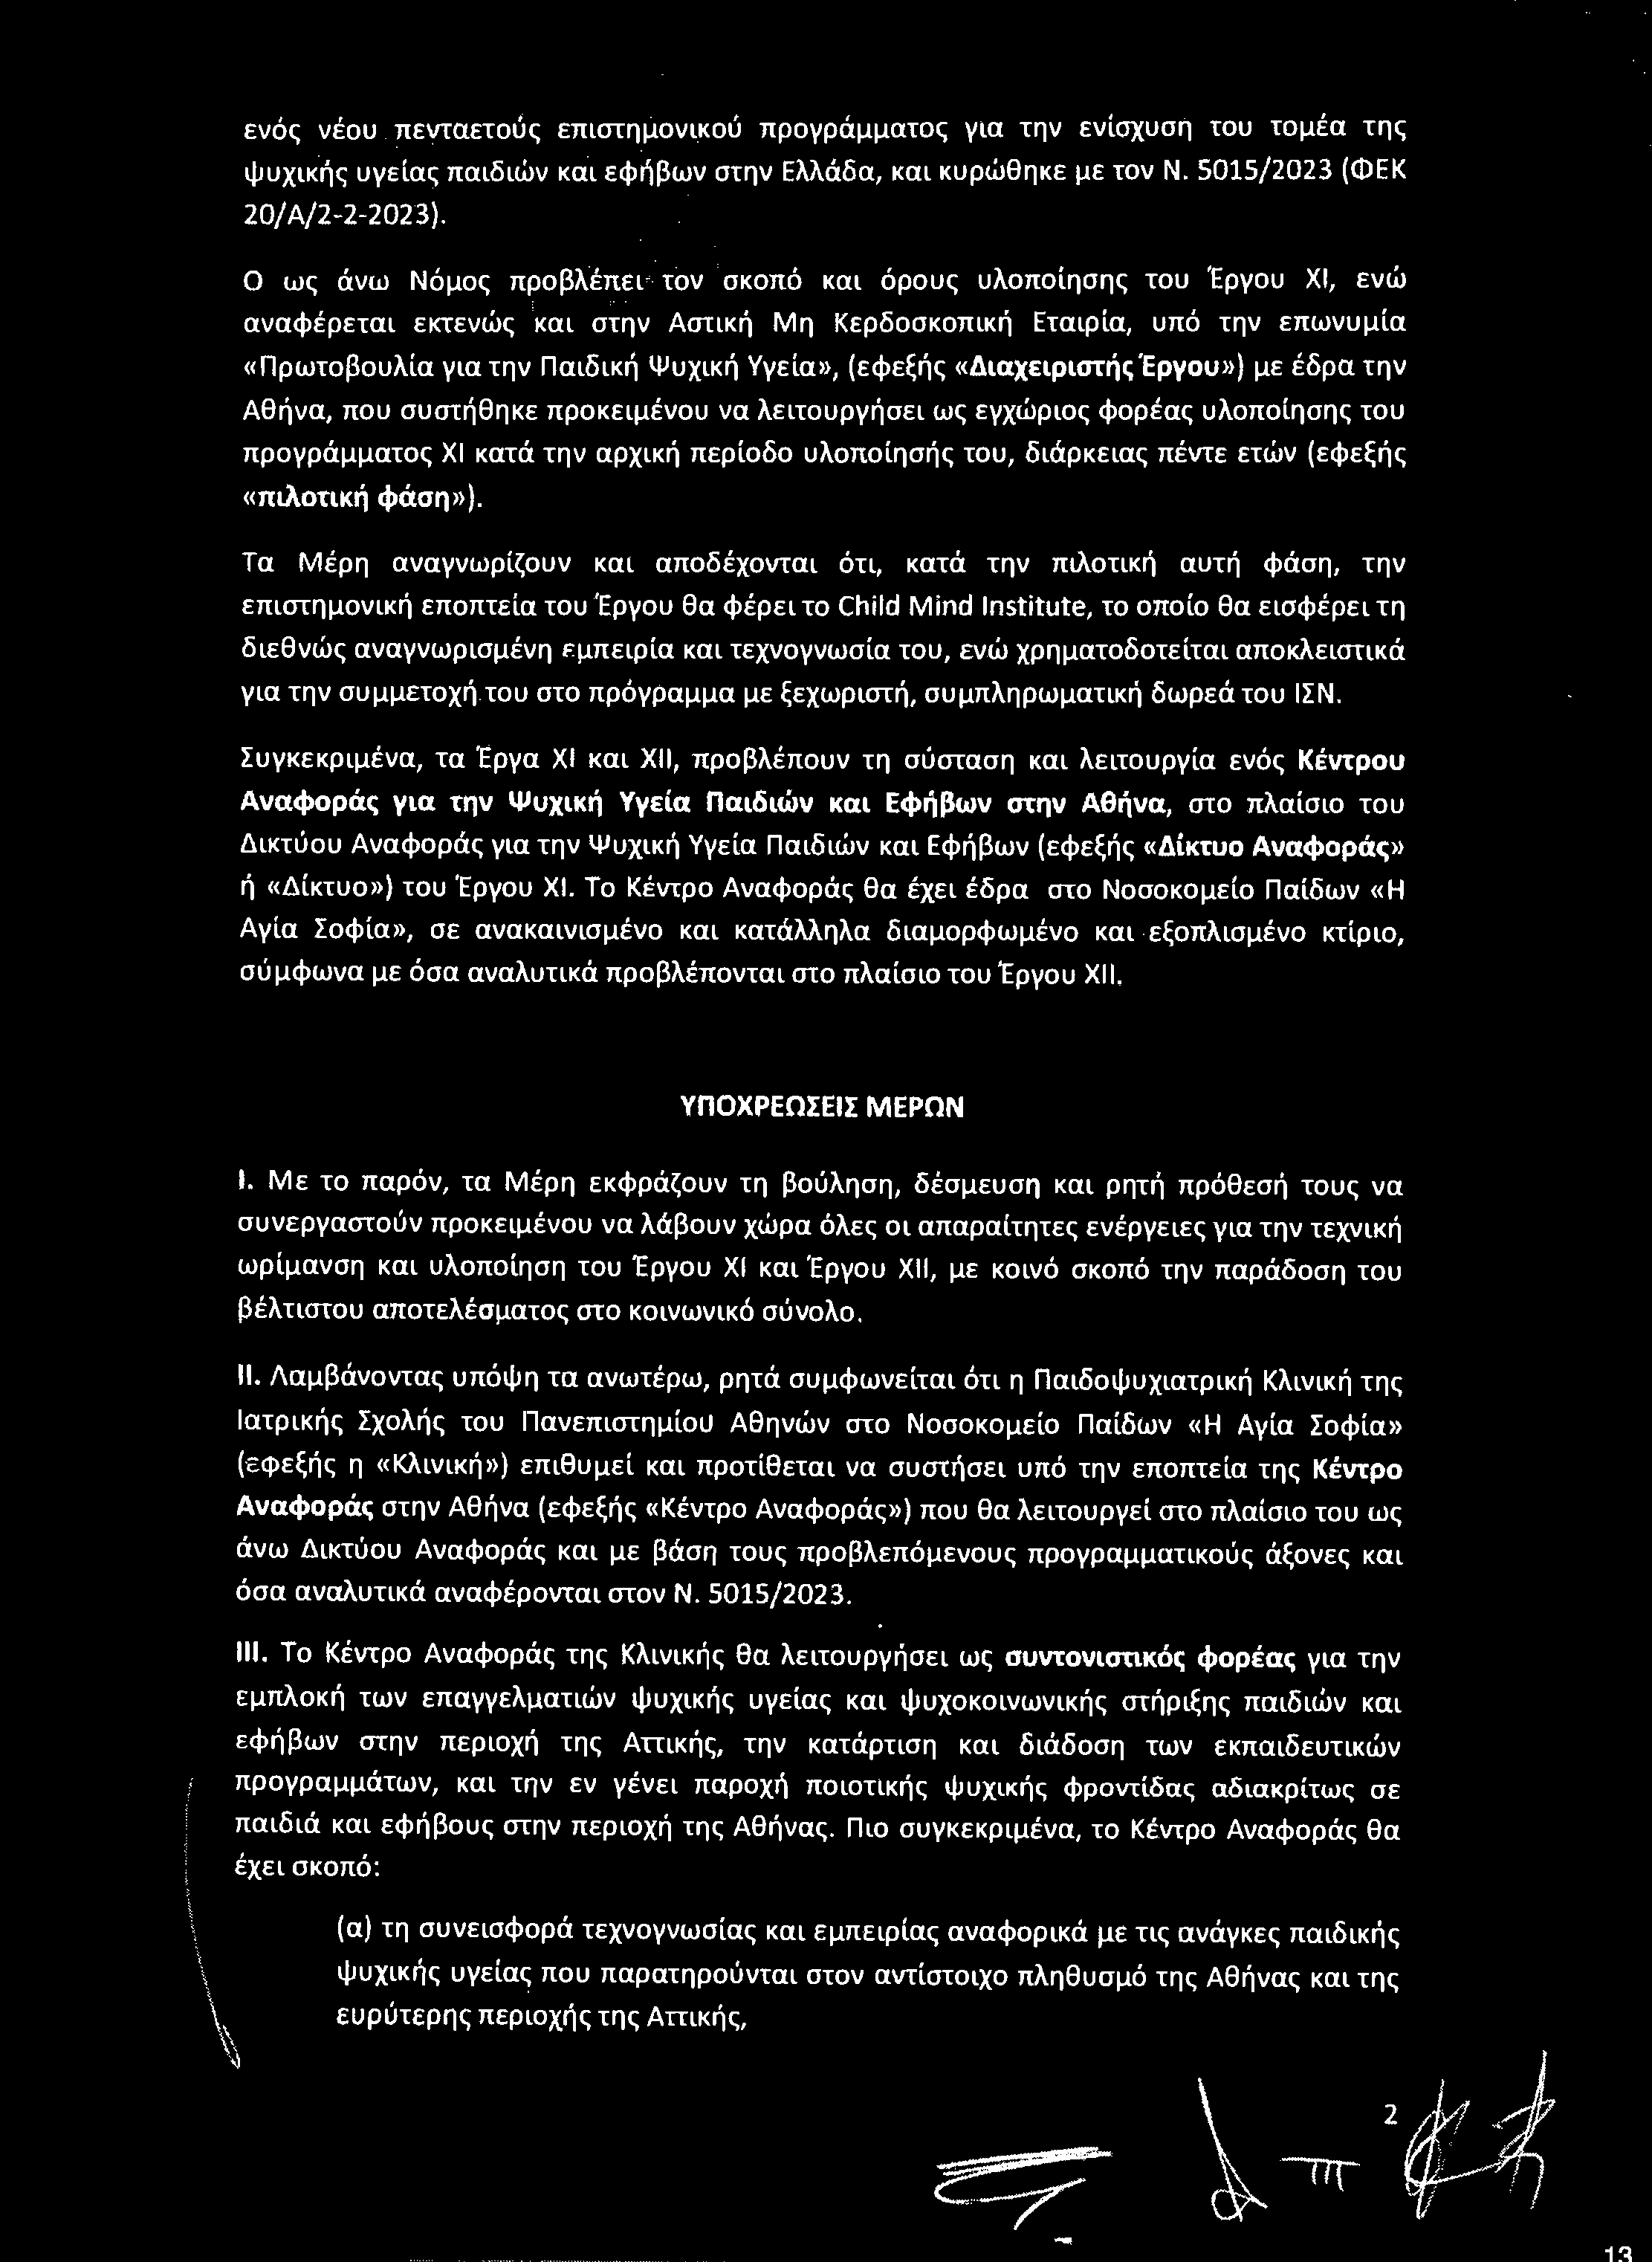 ενός νέου πενταετούς επιστημονικού προγράμματος για την ενίσχυση του τομέα της
ψυχικής υγείας παιδιών και εφήβων στην Ελλάδα, και κυρώθηκε με τον Ν. 5015/2023 (ΦΕΚ
20/Α/2-2-2023).
Ο ως άνω Νόμος προβλέπει τον σκοπό και όρους υλοποίησης του Έργου XI, ενώ
αναφέρεται εκτενώς και στην Αστική Μη Κερδοσκοπική Εταιρία, υπό την επωνυμία
«Πρωτοβουλία για την Παιδική Ψυχική Υγεία», (εφεξής «Διαχειριστής Έργου») με έδρα την
Αθήνα, που συστήθηκε προκειμένου να λειτουργήσει ως εγχώριος φορέας υλοποίησης του
προγράμματος XI κατά την αρχική περίοδο υλοποίησής του, διάρκειας πέντε ετών (εφεξής
«πιλοτική φάση»).
Τα Μέρη αναγνωρίζουν και αποδέχονται ότι, κατά την πιλοτική αυτή φάση, την
επιστημονική εποπτεία του Έργου θα φέρει το Child Mind Institute, το οποίο θα εισφέρει τη
διεθνώς αναγνωρισμένη εμπειρία και τεχνογνωσία του, ενώ χρηματοδοτείται αποκλειστικά
για την συμμετοχή του στο πρόγραμμα με ξεχωριστή, συμπληρωματική δωρεά του ΙΣΝ.
Συγκεκριμένα, τα Έργα XI και XII, προβλέπουν τη σύσταση και λειτουργία ενός Κέντρου
Αναφοράς για την Ψυχική Υγεία Παιδιών και Εφήβων στην Αθήνα, στο πλαίσιο του
Δικτύου Αναφοράς για την Ψυχική Υγεία Παιδιών και Εφήβων (εφεξής «Δίκτυο Αναφοράς»
ή «Δίκτυο») του Έργου XI. Το Κέντρο Αναφοράς θα έχει έδρα στο Νοσοκομείο Παίδων «Η
Αγία Σοφία», σε ανακαινισμένο και κατάλληλα διαμορφωμένο και εξοπλισμένο κτίριο,
σύμφωνα με όσα αναλυτικά προβλέπονται στο πλαίσιο του Έργου XII.
ΥΠΟΧΡΕΩΣΕΙΣ ΜΕΡΩΝ
I. Με το παρόν, τα Μέρη εκφράζουν τη βούληση, δέσμευση και ρητή πρόθεσή τους να
συνεργαστούν προκειμένου να λάβουν χώρα όλες οι απαραίτητες ενέργειες για την τεχνική
ωρίμανση και υλοποίηση του Έργου XI και Έργου XII, με κοινό σκοπό την παράδοση του
βέλτιστου αποτελέσματος στο κοινωνικό σύνολο.
II. Λαμβάνοντας υπόψη τα ανωτέρω, ρητά συμφωνείται ότι η Παιδοψυχιατρική Κλινική της
Ιατρικής Σχολής του Πανεπιστημίου Αθηνών στο Νοσοκομείο Παίδων «Η Αγία Σοφία»
(εφεξής η «Κλινική») επιθυμεί και προτίθεται να συστήσει υπό την εποπτεία της Κέντρο
Αναφοράς στην Αθήνα (εφεξής «Κέντρο Αναφοράς») που θα λειτουργεί στο πλαίσιο του ως
άνω Δικτύου Αναφοράς και με βάση τους προβλεπόμενους προγραμματικούς άξονες και
όσα αναλυτικά αναφέρονται στον Ν. 5015/2023.
III. Το Κέντρο Αναφοράς της Κλινικής θα λειτουργήσει ως συντονιστικός φορέας για την
εμπλοκή των επαγγελματιών ψυχικής υγείας και ψυχοκοινωνικής στήριξης παιδιών και
εφήβων στην περιοχή της Αττικής, την κατάρτιση και διάδοση των εκπαιδευτικών
προγραμμάτων, και την εν γένει παροχή ποιοτικής ψυχικής φροντίδας αδιακρίτως σε
παιδιά και εφήβους στην περιοχή της Αθήνας. Πιο συγκεκριμένα, το Κέντρο Αναφοράς θα
έχει σκοπό:
(α) τη συνεισφορά τεχνογνωσίας και εμπειρίας αναφορικά με τις ανάγκες παιδικής
ψυχικής υγείας που παρατηρούνται στον αντίστοιχο πληθυσμό της Αθήνας και της
ευρύτερης περιοχής της Αττικής,
2
13